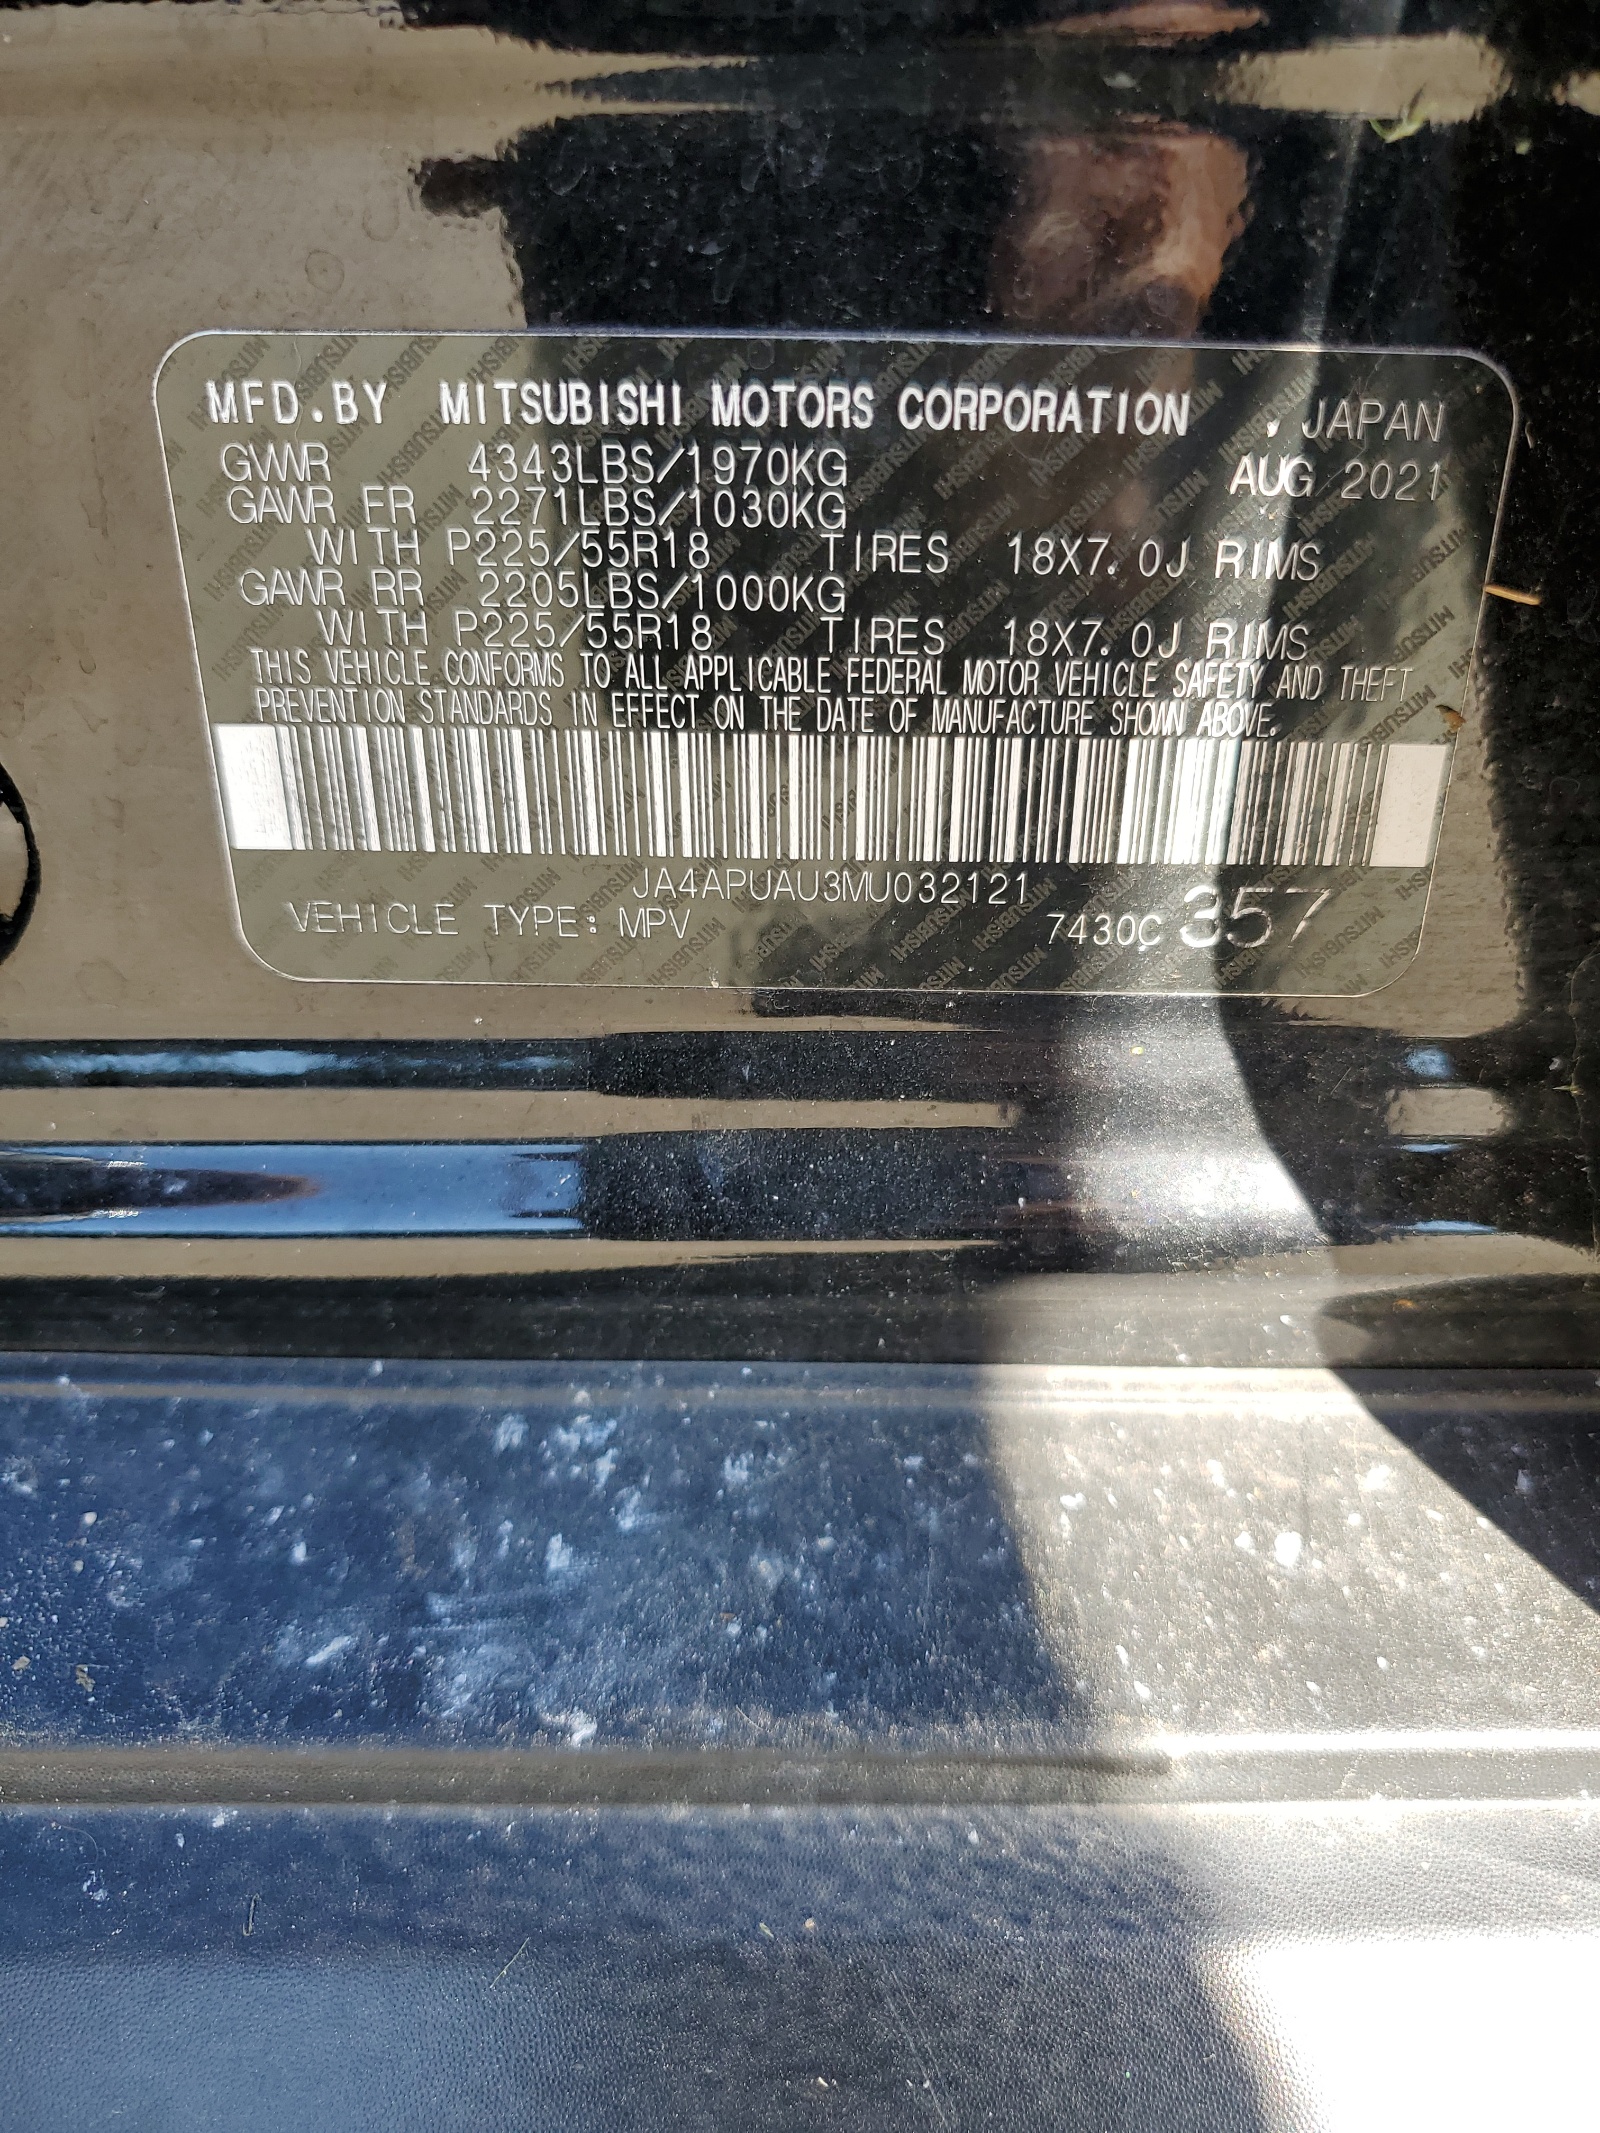 MFD.BY MITSUBISHI MOTORS CORPORATION , JAPAN
GVWR 4343LBS/1970KG AUG 2021
GAWR FR 2271LBS/1030KG
WITH P225/55R18 TIRES 18X7.0J RIMS
GAWR RR 2205LBS/1000KG
WITH P225/55R18 TIRES 18X7.0J RIMS
THIS VEHICLE CONFORMS TO ALL APPLICABLE FEDERAL MOTOR VEHICLE SAFETY AND THEFT
PREVENTION STANDARDS IN EFFECT ON THE DATE OF MANUFACTURE SHOWN ABOVE.
JA4APUAU3MU032121
VEHICLE TYPE: MPV 7430C 357